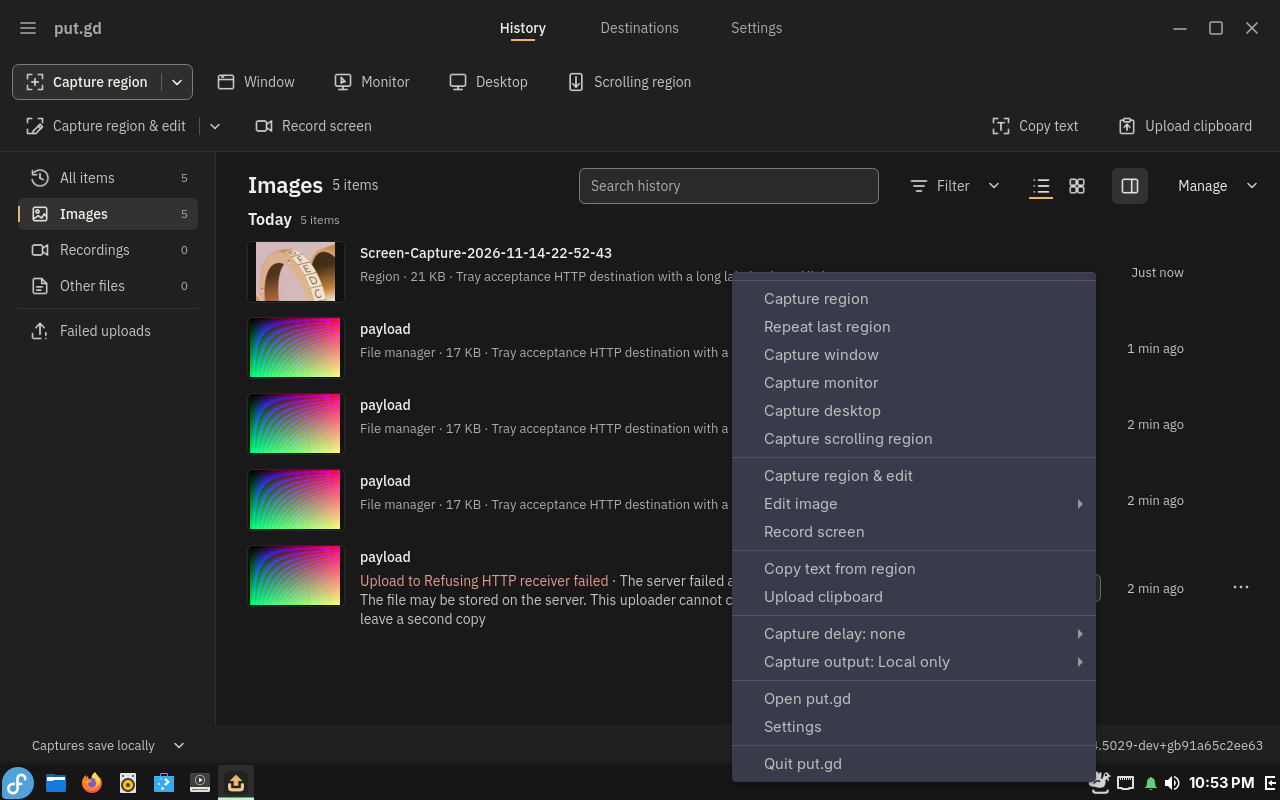 put.gd
History
Destinations
Settings
Capture region
Window
Monitor
Desktop
Scrolling region
Capture region & edit
Record screen
Copy text
Upload clipboard
All items 5
Images 5
Recordings 0
Other files 0
Failed uploads
Images 5 items
Search history
Filter
Manage
Today 5 items
Screen-Capture-2026-11-14-22-52-43
Region · 21 KB · Tray acceptance HTTP destination with a long
Just now
payload
File manager · 17 KB · Tray acceptance HTTP destination with a
1 min ago
payload
File manager · 17 KB · Tray acceptance HTTP destination with a
2 min ago
payload
File manager · 17 KB · Tray acceptance HTTP destination with a
2 min ago
payload
Upload to Refusing HTTP receiver failed · The server failed
The file may be stored on the server. This uploader cannot
leave a second copy
2 min ago
Capture region
Repeat last region
Capture window
Capture monitor
Capture desktop
Capture scrolling region
Capture region & edit
Edit image
Record screen
Copy text from region
Upload clipboard
Capture delay: none
Capture output: Local only
Open put.gd
Settings
Quit put.gd
Captures save locally
.5029-dev+gb91a65c2ee63
10:53 PM